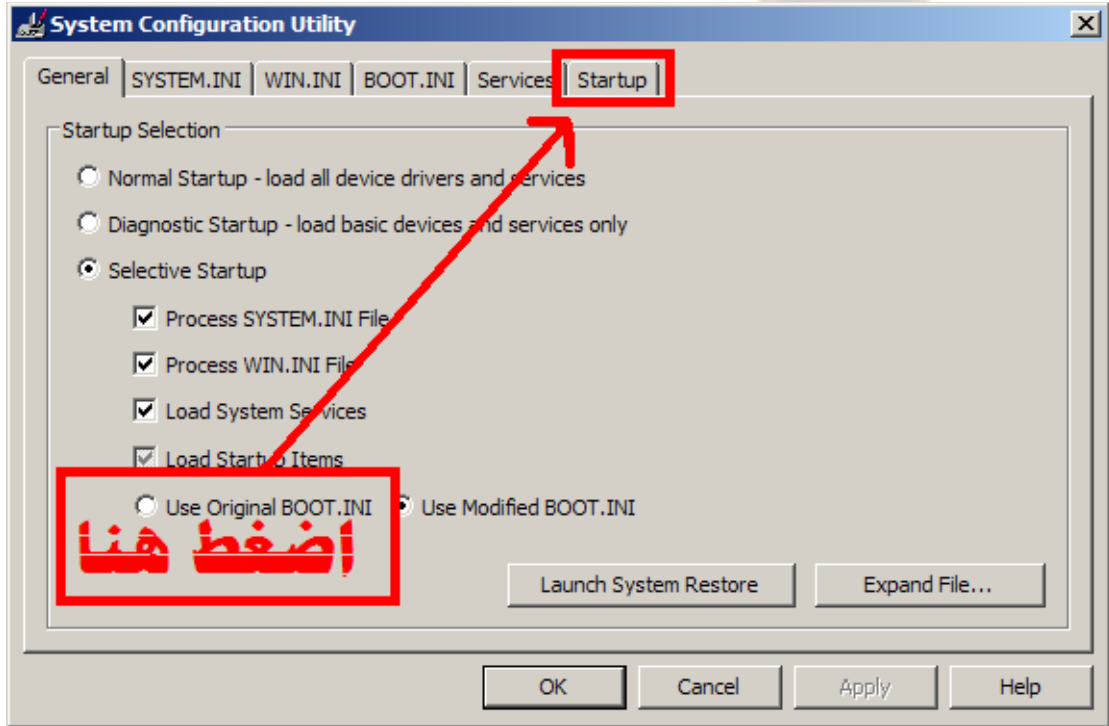 System Configuration Utility
General SYSTEM.INI WIN.INI BOOT.INI Services Startup
Startup Selection
Normal Startup - load all device drivers and services
Diagnostic Startup - load basic devices and services only
Selective Startup
Process SYSTEM.INI File
Process WIN.INI File
Load System Services
Load Startup Items
Use Original BOOT.INI Use Modified BOOT.INI
إضغط هنا
Launch System Restore Expand File...
OK Cancel Apply Help